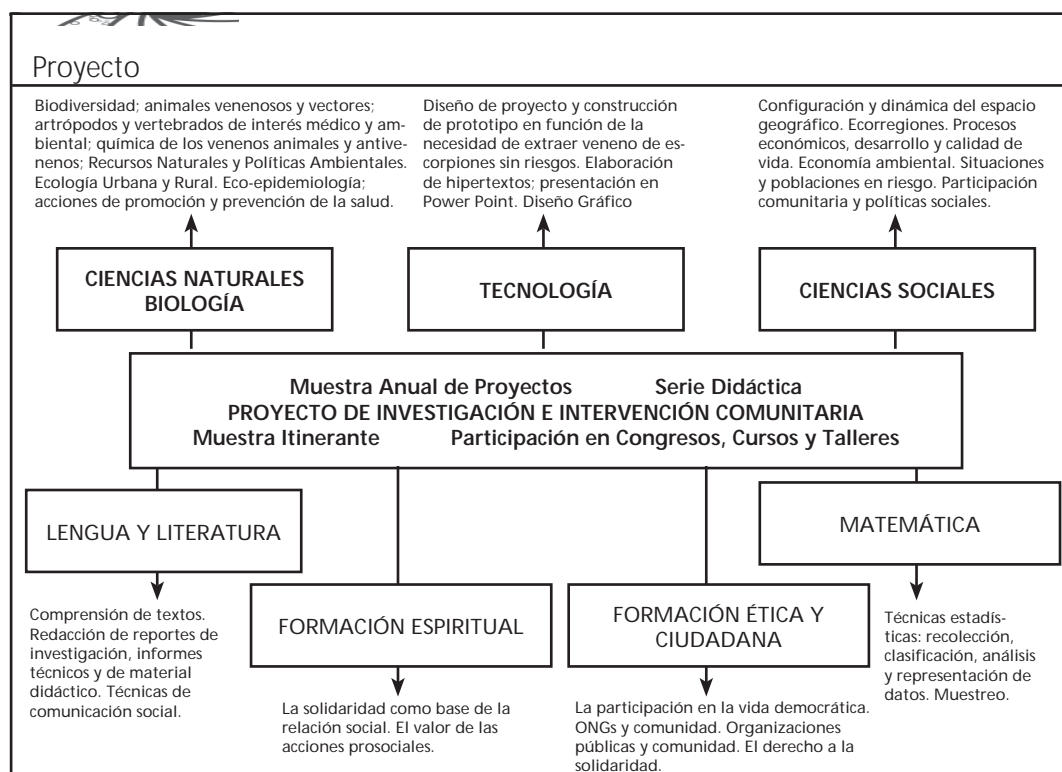 Proyecto
Biodiversidad; animales venenosos y vectores;
artrópodos y vertebrados de interés médico y am-
biental; química de los venenos animales y antive-
nenos; Recursos Naturales y Políticas Ambientales.
Ecología Urbana y Rural. Eco-epidemiología;
acciones de promoción y prevención de la salud.
Diseño de proyecto y construcción
de prototipo en función de la
necesidad de extraer veneno de es-
corpiones sin riesgos. Elaboración
de hipertextos; presentación en
Power Point. Diseño Gráfico
Configuración y dinámica del espacio
geográfico. Ecorregiones. Procesos
económicos, desarrollo y calidad de
vida. Economía ambiental. Situaciones
y poblaciones en riesgo. Participación
comunitaria y políticas sociales.
CIENCIAS NATURALES
BIOLOGÍA
TECNOLOGÍA
CIENCIAS SOCIALES
Muestra Anual de Proyectos Serie Didáctica
PROYECTO DE INVESTIGACIÓN E INTERVENCIÓN COMUNITARIA
Muestra Itinerante Participación en Congresos, Cursos y Talleres
LENGUA Y LITERATURA
MATEMÁTICA
Comprensión de textos.
Redacción de reportes de
investigación, informes
técnicos y de material
didáctico. Técnicas de
comunicación social.
FORMACIÓN ESPIRITUAL
FORMACIÓN ÉTICA Y
CIUDADANA
Técnicas estadís-
ticas: recolección,
clasificación, análisis
y representación de
datos. Muestreo.
La solidaridad como base de la
relación social. El valor de las
acciones prosociales.
La participación en la vida democrática.
ONGs y comunidad. Organizaciones
públicas y comunidad. El derecho a la
solidaridad.